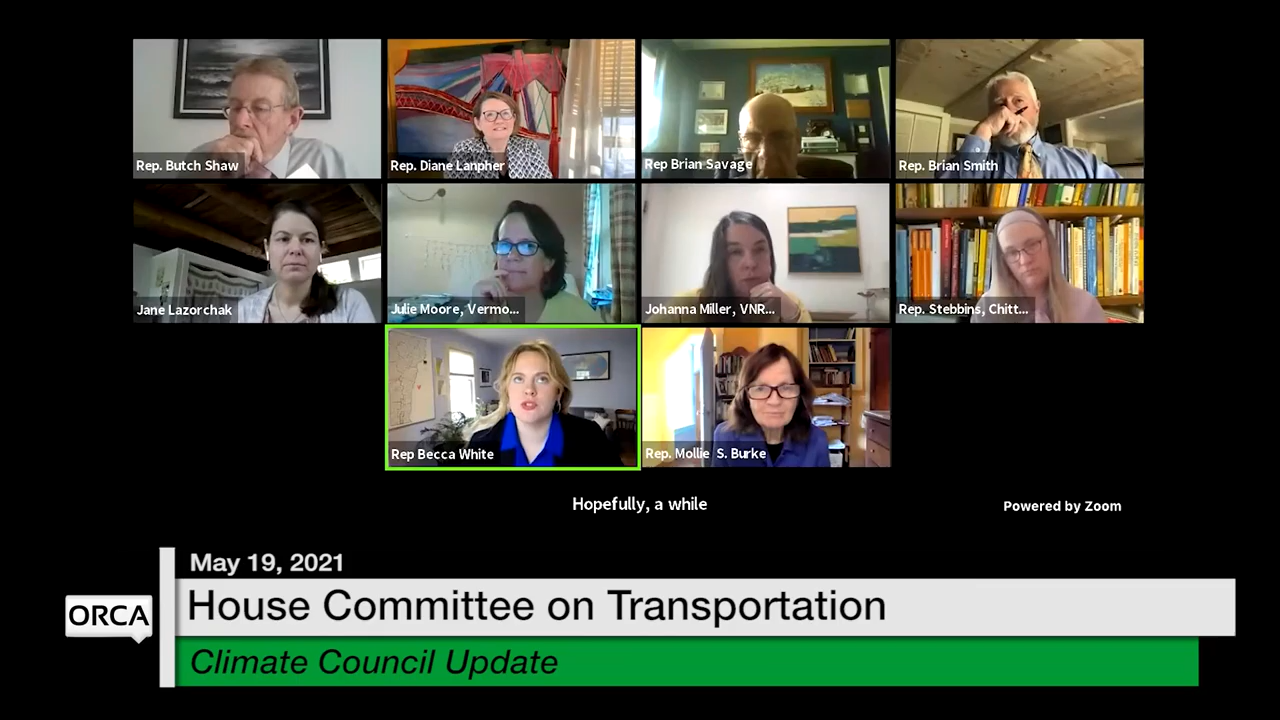 Rep. Butch Shaw
Rep. Diane Lanpher
Rep Brian Savage
Rep. Brian Smith
Jane Lazorchak
Julie Moore, Vermo...
Johanna Miller, VNR...
Rep. Stebbins, Chitt...
Rep Becca White
Rep. Mollie S. Burke
Hopefully, a while
Powered by Zoom
May 19, 2021
House Committee on Transportation
ORCA
Climate Council Update